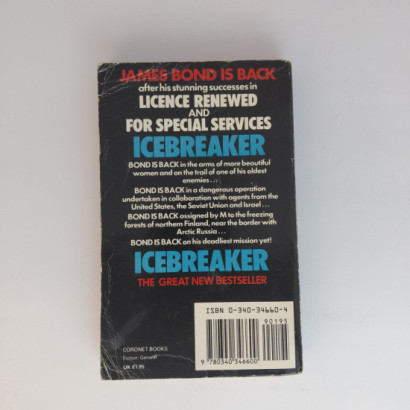 JAMES BOND IS BACK
after his stunning successes in
LICENCE RENEWED
AND
FOR SPECIAL SERVICES
ICEBREAKER
BOND IS BACK in the arms of more beautiful
women and on the trail of one of his oldest
enemies...
BOND IS BACK in a dangerous operation
undertaken in collaboration with agents from the
United States, the Soviet Union and Israel...
BOND IS BACK assigned by M to the freezing
forests of northern Finland, near the border with
Arctic Russia...
BOND IS BACK on his deadliest mission yet!
ICEBREAKER
THE GREAT NEW BESTSELLER
ISBN 0-340-34660-4
90195
9 780340 346600
CORONET BOOKS
Fiction: General
UK £1.95